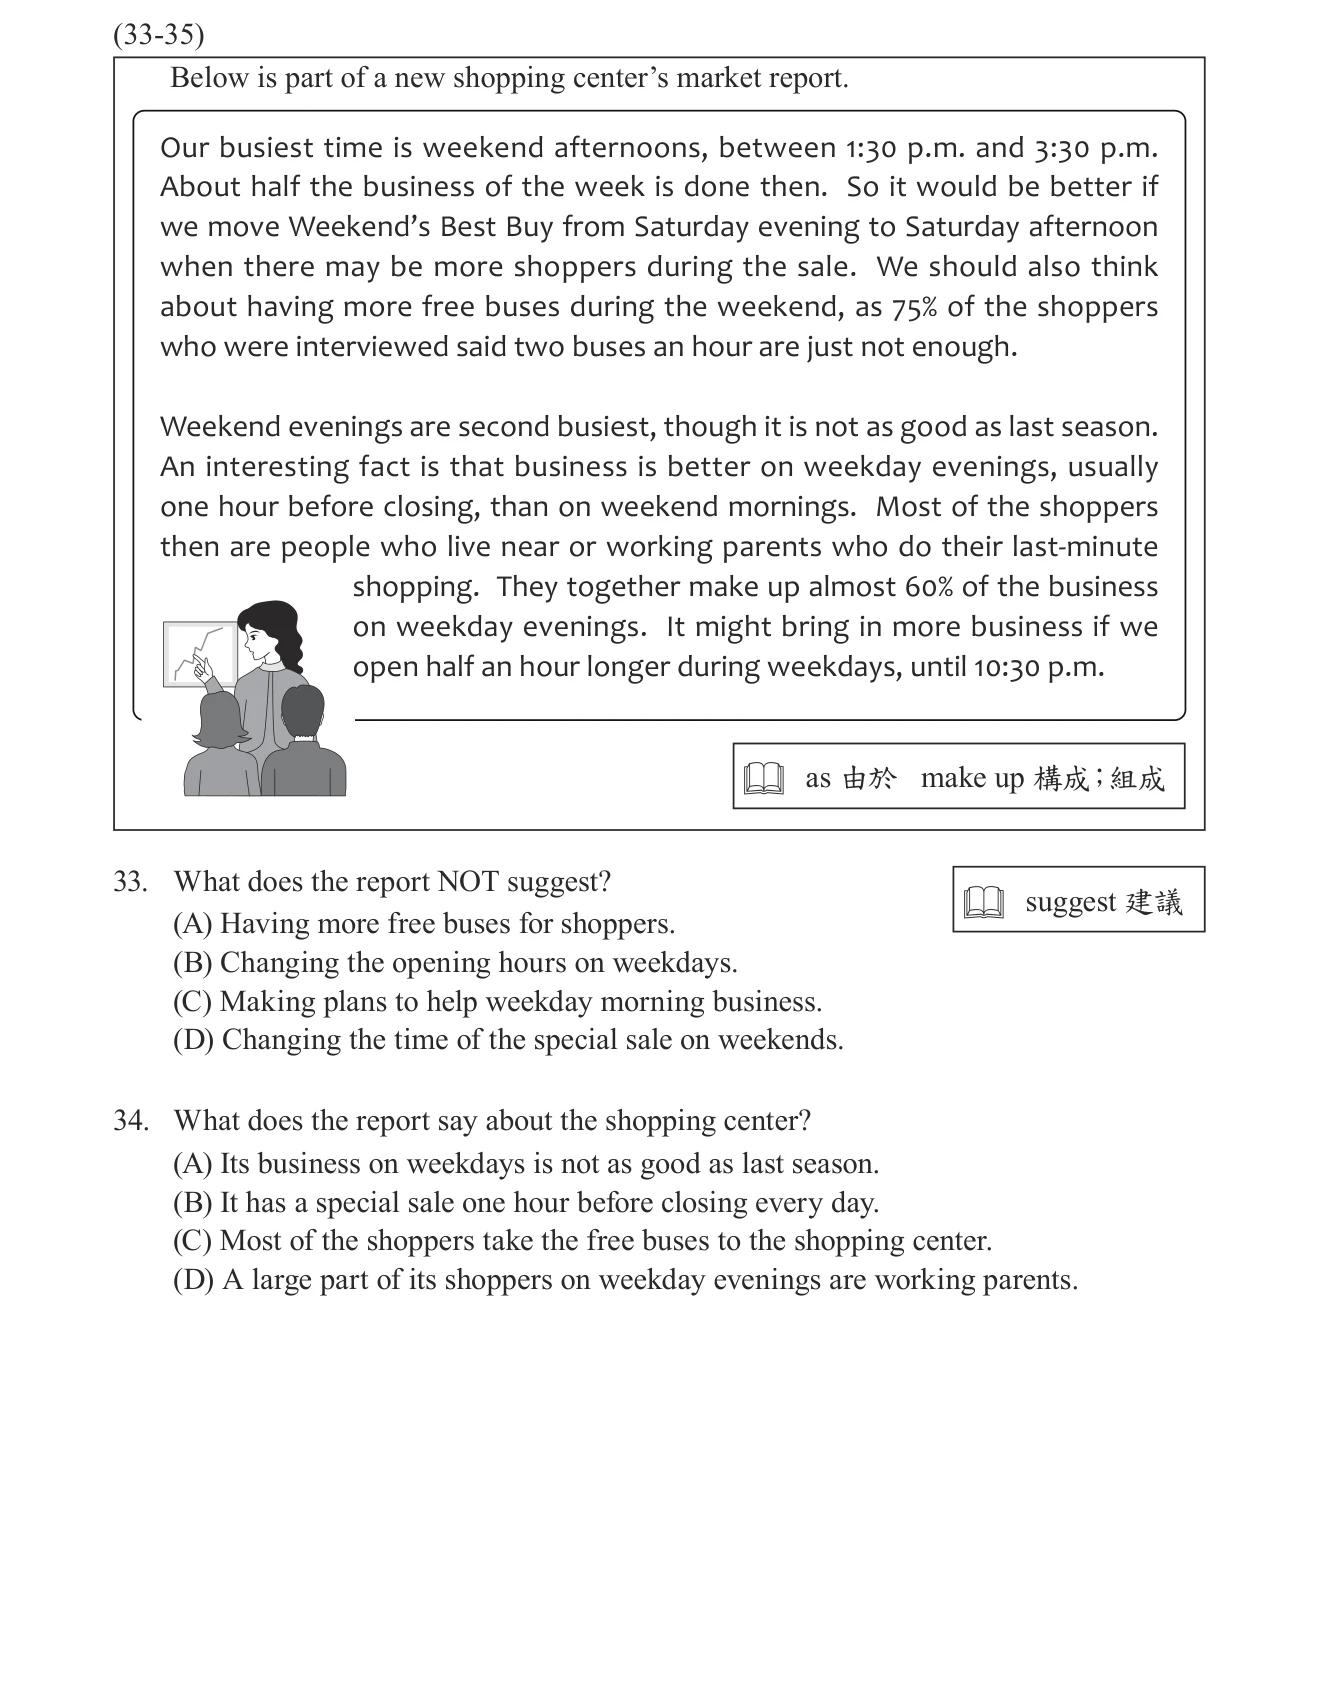 (33-35)
Below is part of a new shopping center’s market report.
Our busiest time is weekend afternoons, between 1:30 p.m. and 3:30 p.m.
About half the business of the week is done then. So it would be better if
we move Weekend’s Best Buy from Saturday evening to Saturday afternoon
when there may be more shoppers during the sale. We should also think
about having more free buses during the weekend, as 75% of the shoppers
who were interviewed said two buses an hour are just not enough.
Weekend evenings are second busiest, though it is not as good as last season.
An interesting fact is that business is better on weekday evenings, usually
one hour before closing, than on weekend mornings. Most of the shoppers
then are people who live near or working parents who do their last-minute
shopping. They together make up almost 60% of the business
on weekday evenings. It might bring in more business if we
open half an hour longer during weekdays, until 10:30 p.m.
as 由於 make up 構成；組成
33. What does the report NOT suggest?
suggest 建議
(A) Having more free buses for shoppers.
(B) Changing the opening hours on weekdays.
(C) Making plans to help weekday morning business.
(D) Changing the time of the special sale on weekends.
34. What does the report say about the shopping center?
(A) Its business on weekdays is not as good as last season.
(B) It has a special sale one hour before closing every day.
(C) Most of the shoppers take the free buses to the shopping center.
(D) A large part of its shoppers on weekday evenings are working parents.